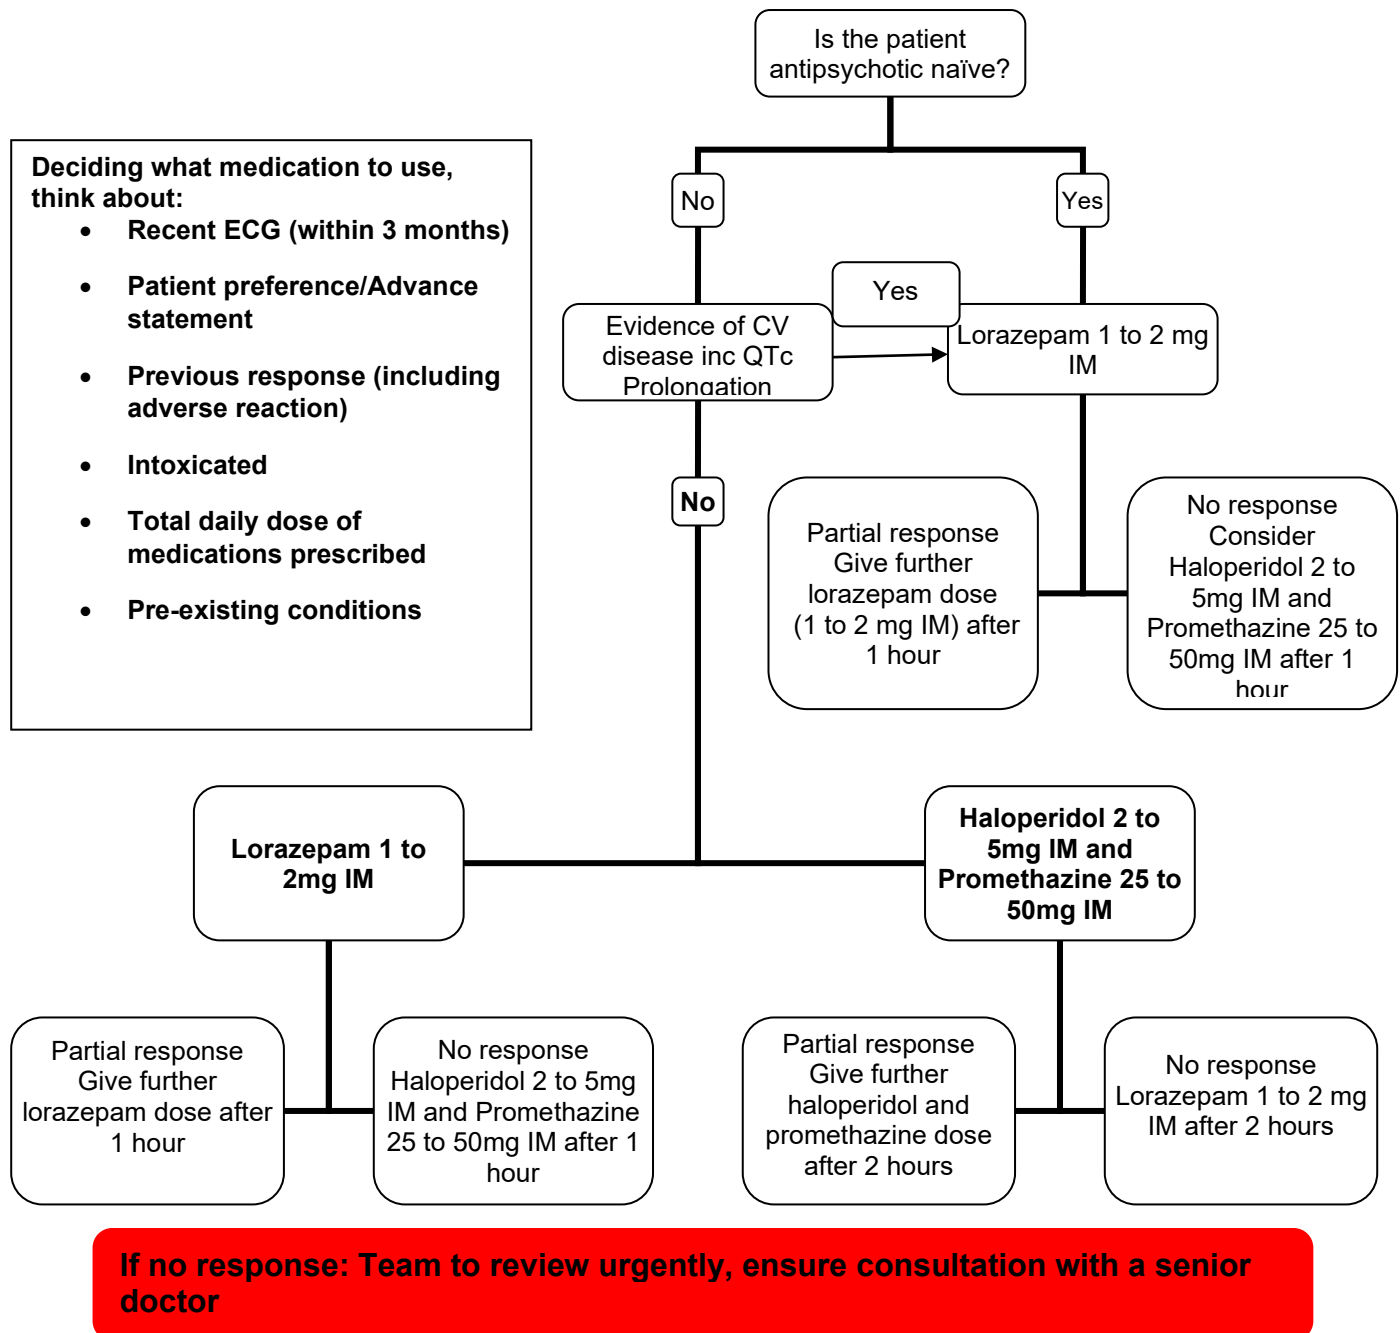 Is the patient
antipsychotic naïve?
Deciding what medication to use,
think about:
• Recent ECG (within 3 months)
• Patient preference/Advance
statement
• Previous response (including
adverse reaction)
• Intoxicated
• Total daily dose of
medications prescribed
• Pre-existing conditions
No
Yes
Evidence of CV
disease inc QTc
Prolongation
Yes
Lorazepam 1 to 2 mg
IM
No
Partial response
Give further
lorazepam dose
(1 to 2 mg IM) after
1 hour
No response
Consider
Haloperidol 2 to
5mg IM and
Promethazine 25 to
50mg IM after 1
hour
Lorazepam 1 to
2mg IM
Haloperidol 2 to
5mg IM and
Promethazine 25 to
50mg IM
Partial response
Give further
lorazepam dose after
1 hour
No response
Haloperidol 2 to 5mg
IM and Promethazine
25 to 50mg IM after 1
hour
Partial response
Give further
haloperidol and
promethazine dose
after 2 hours
No response
Lorazepam 1 to 2 mg
IM after 2 hours
If no response: Team to review urgently, ensure consultation with a senior
doctor